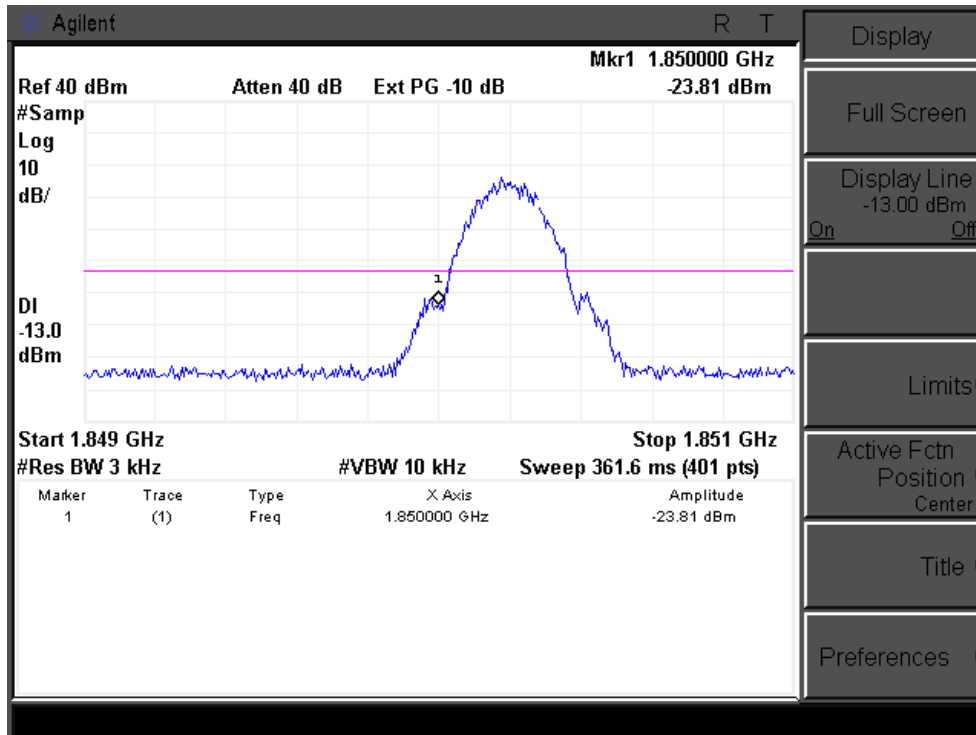 Agilent
R T
Mkr1 1.850000 GHz
Ref 40 dBm Atten 40 dB Ext PG -10 dB -23.81 dBm
#Samp
Log
10
dB/
1
DI
-13.0
dBm
Start 1.849 GHz Stop 1.851 GHz
#Res BW 3 kHz #VBW 10 kHz Sweep 361.6 ms (401 pts)
Marker Trace Type X Axis Amplitude
1 (1) Freq 1.850000 GHz -23.81 dBm
Display
Full Screen
Display Line
-13.00 dBm
On Off
Limits
Active Fctn
Position
Center
Title
Preferences